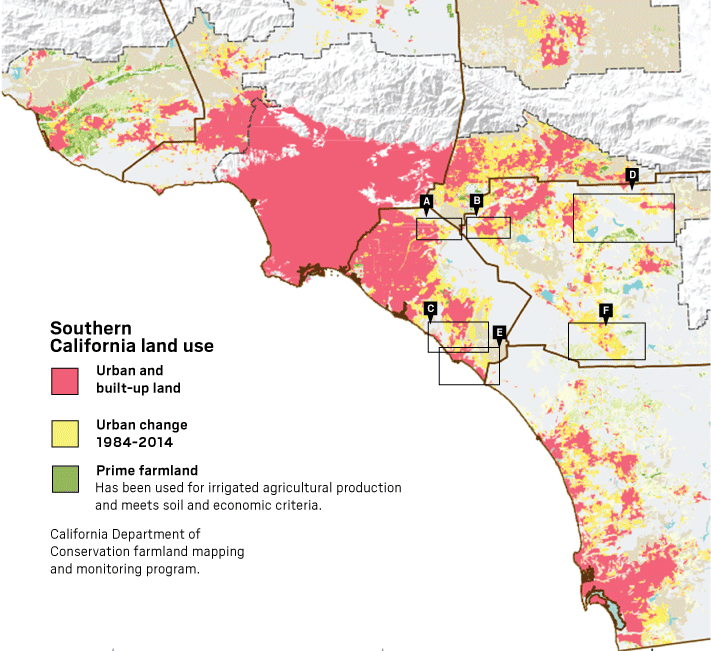 D
A
B
C
E
F
Southern
California land use
Urban and
built-up land
Urban change
1984-2014
Prime farmland
Has been used for irrigated agricultural production
and meets soil and economic criteria.
California Department of
Conservation farmland mapping
and monitoring program.